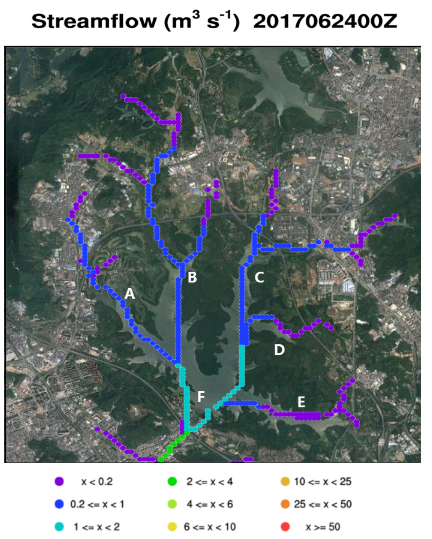 Streamflow (m³ s⁻¹) 2017062400Z
B
C
A
D
F
E
x < 0.2
2 <= x < 4
10 <= x < 25
0.2 <= x < 1
4 <= x < 6
25 <= x < 50
1 <= x < 2
6 <= x < 10
x >= 50